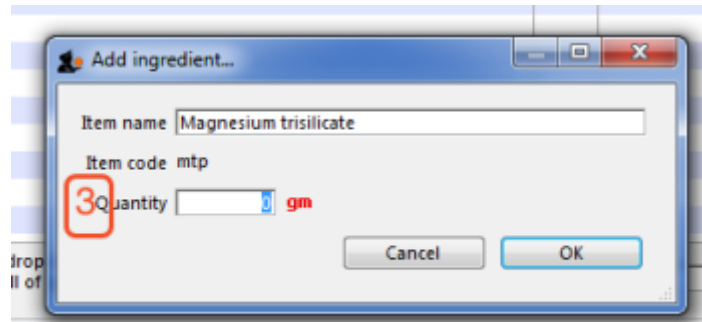 Add ingredient...
Item name Magnesium trisilicate
Item code mtp
3 Quantity 0 gm
Cancel OK
drop
ll of